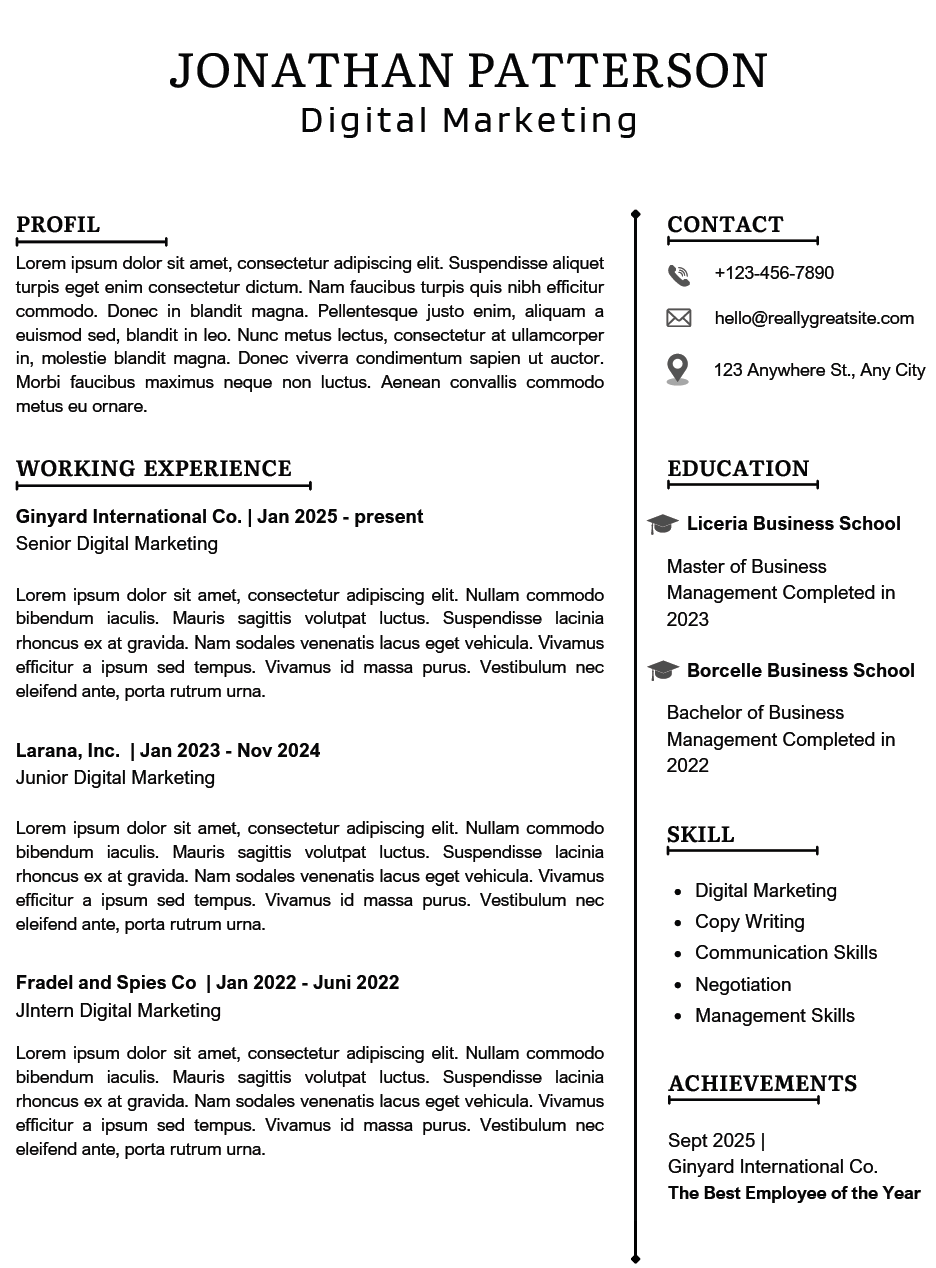 JONATHAN PATTERSON
Digital Marketing
PROFIL
Lorem ipsum dolor sit amet, consectetur adipiscing elit. Suspendisse aliquet
turpis eget enim consectetur dictum. Nam faucibus turpis quis nibh efficitur
commodo. Donec in blandit magna. Pellentesque justo enim, aliquam a
euismod sed, blandit in leo. Nunc metus lectus, consectetur at ullamcorper
in, molestie blandit magna. Donec viverra condimentum sapien ut auctor.
Morbi faucibus maximus neque non luctus. Aenean convallis commodo
metus eu ornare.
WORKING EXPERIENCE
Ginyard International Co. | Jan 2025 - present
Senior Digital Marketing
Lorem ipsum dolor sit amet, consectetur adipiscing elit. Nullam commodo
bibendum iaculis. Mauris sagittis volutpat luctus. Suspendisse lacinia
rhoncus ex at gravida. Nam sodales venenatis lacus eget vehicula. Vivamus
efficitur a ipsum sed tempus. Vivamus id massa purus. Vestibulum nec
eleifend ante, porta rutrum urna.
Larana, Inc.  | Jan 2023 - Nov 2024
Junior Digital Marketing
Lorem ipsum dolor sit amet, consectetur adipiscing elit. Nullam commodo
bibendum iaculis. Mauris sagittis volutpat luctus. Suspendisse lacinia
rhoncus ex at gravida. Nam sodales venenatis lacus eget vehicula. Vivamus
efficitur a ipsum sed tempus. Vivamus id massa purus. Vestibulum nec
eleifend ante, porta rutrum urna.
Fradel and Spies Co  | Jan 2022 - Juni 2022
JIntern Digital Marketing
Lorem ipsum dolor sit amet, consectetur adipiscing elit. Nullam commodo
bibendum iaculis. Mauris sagittis volutpat luctus. Suspendisse lacinia
rhoncus ex at gravida. Nam sodales venenatis lacus eget vehicula. Vivamus
efficitur a ipsum sed tempus. Vivamus id massa purus. Vestibulum nec
eleifend ante, porta rutrum urna.
CONTACT
+123-456-7890
hello@reallygreatsite.com
123 Anywhere St., Any City
EDUCATION
Liceria Business School
Master of Business
Management Completed in
2023
Borcelle Business School
Bachelor of Business
Management Completed in
2022
SKILL
• Digital Marketing
• Copy Writing
• Communication Skills
• Negotiation
• Management Skills
ACHIEVEMENTS
Sept 2025 |
Ginyard International Co.
The Best Employee of the Year